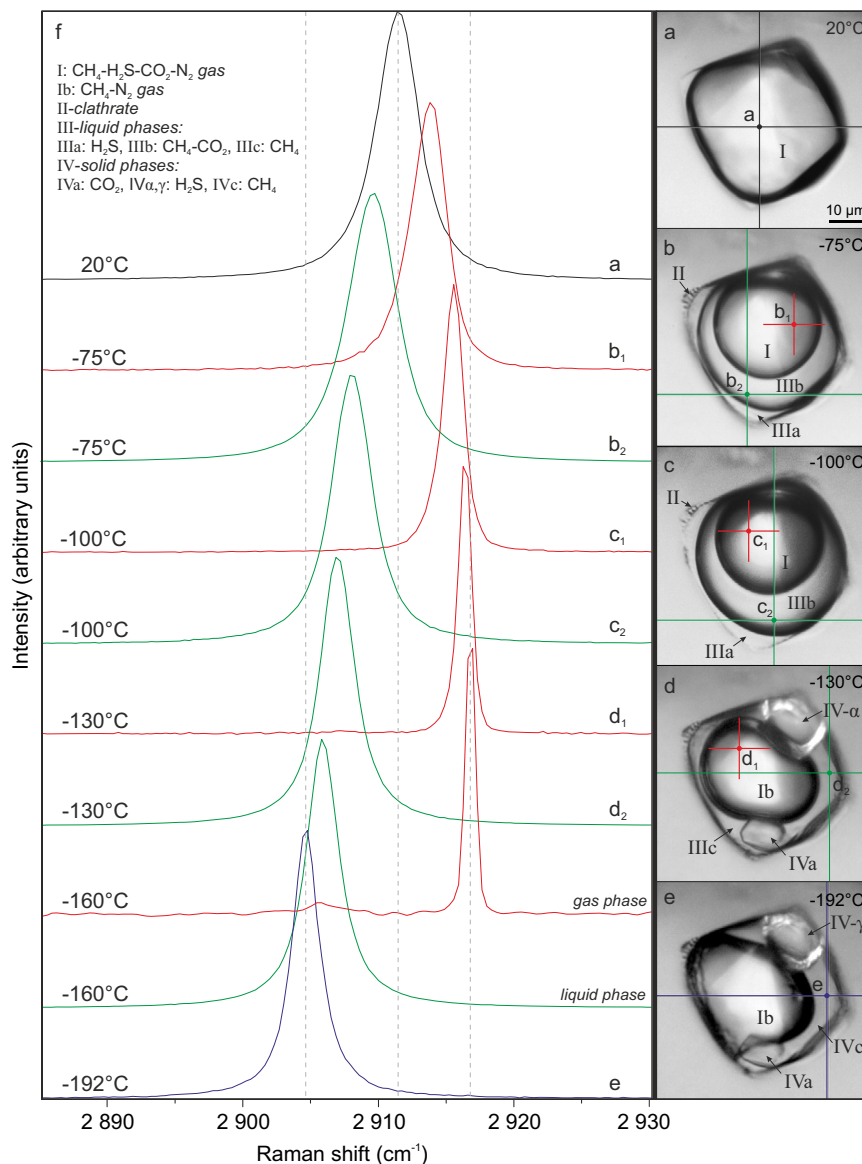 f
I: CH₄-H₂S-CO₂-N₂ gas
Ib: CH₄-N₂ gas
II-clathrate
III-liquid phases:
IIIa: H₂S, IIIb: CH₄-CO₂, IIIc: CH₄
IV-solid phases:
IVa: CO₂, IVα,γ: H₂S, IVc: CH₄
20°C a
-75°C b₁
-75°C b₂
-100°C c₁
-100°C c₂
-130°C d₁
-130°C d₂
-160°C gas phase
-160°C liquid phase
-192°C e
Intensity (arbitrary units)
2 890 2 900 2 910 2 920 2 930
Raman shift (cm⁻¹)
a 20°C
a
I
10 µm
b -75°C
II
b₁
I
b₂ IIIb
IIIa
c -100°C
II
c₁
I
IIIb
c₂
IIIa
d -130°C
IV-α
d₁
Ib d₂
IIIc
IVa
e -192°C
IV-γ
e
Ib
IVc
IVa